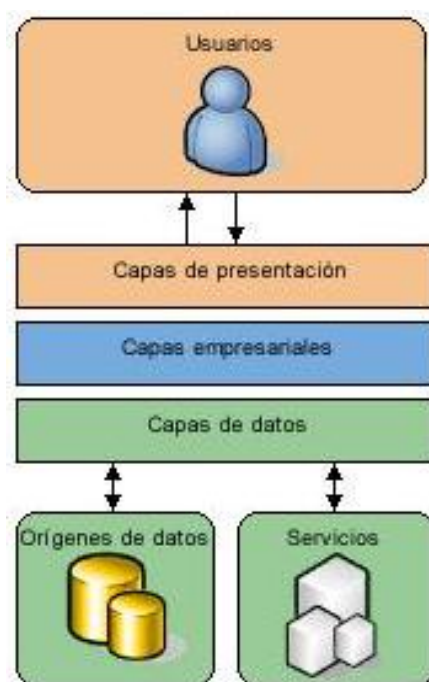 Usuarios
Capas de presentación
Capas empresariales
Capas de datos
Orígenes de datos
Servicios